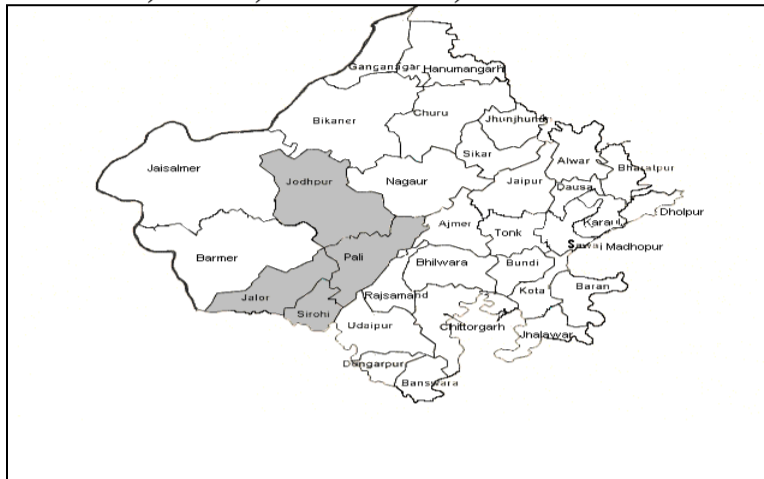 Ganganagar Hanumangarh
Bikaner Churu Jhunjhunu
Sikar
Jaisalmer Jodhpur Nagaur Jaipur Alwar Bharatpur
Dausa
Ajmer Tonk Karauli Dholpur
Sawai Madhopur
Barmer Pali Bhilwara Bundi
Jalor Sirohi Rajsamand Kota Baran
Udaipur Chittorgarh Jhalawar
Dungarpur
Banswara